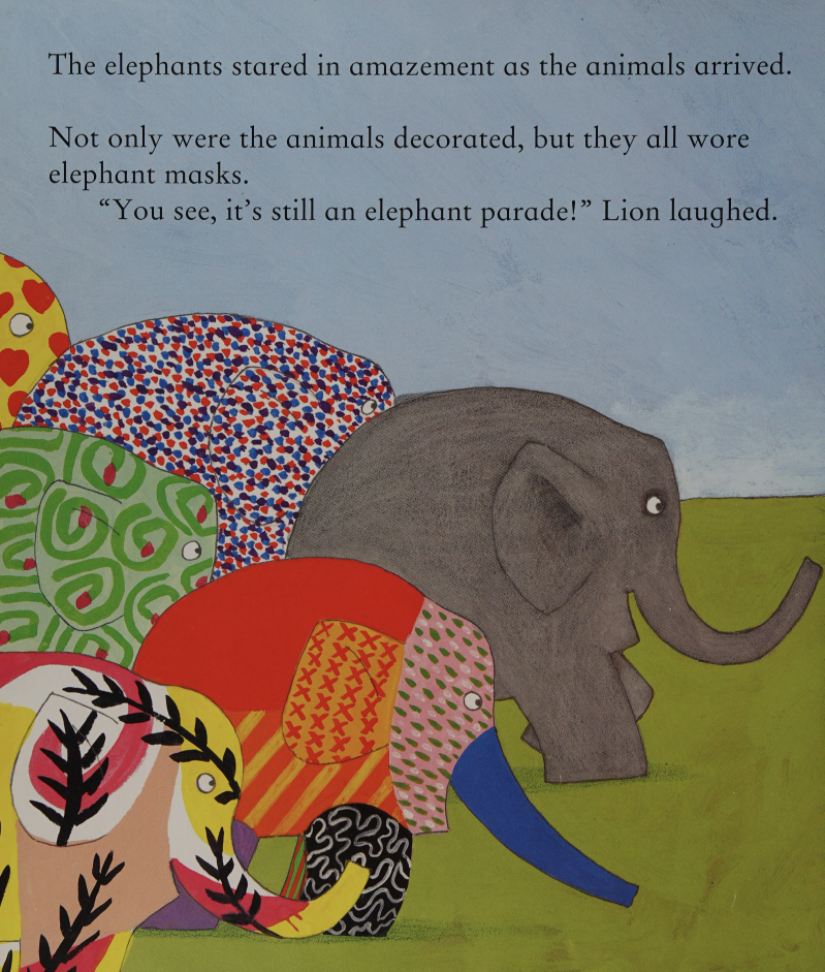 The elephants stared in amazement as the animals arrived.
Not only were the animals decorated, but they all wore
elephant masks.
“You see, it’s still an elephant parade!” Lion laughed.